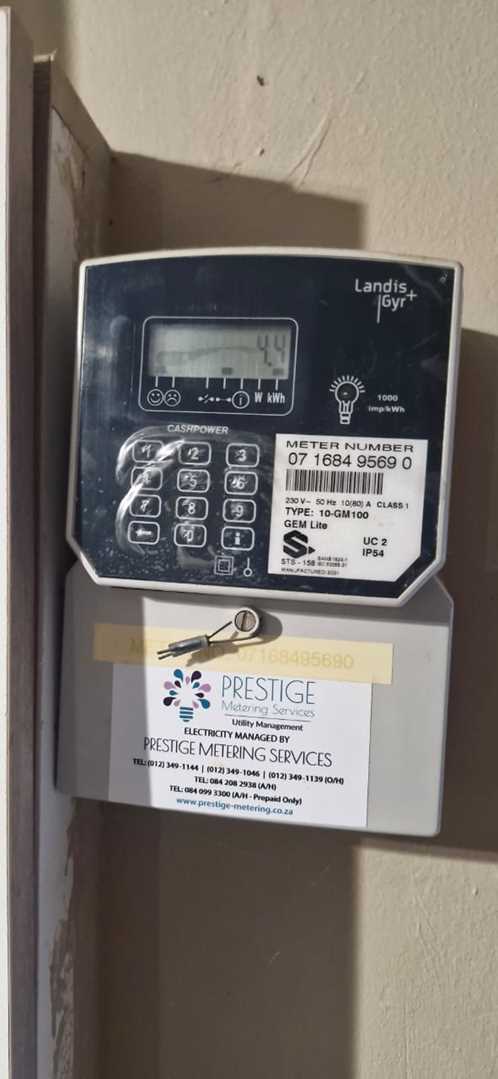 Landis
Gyr+
4.4
W kWh
1000
imp/kWh
CASHPOWER
1 2 3
5 6
7 8 9
0 i
METER NUMBER
07 1684 9569 0
230 V~ 50 Hz 10(80) A CLASS 1
TYPE: 10-GM100
GEM Lite
UC 2
IP54
S
STS - 158
METER NO: 07168495690
PRESTIGE
Metering Services
Utility Management
ELECTRICITY MANAGED BY
PRESTIGE METERING SERVICES
TEL: (012) 349-1144 | (012) 349-1046 | (012) 349-1139 (O/H)
TEL: 084 208 2938 (A/H)
TEL: 084 099 3300 (A/H - Prepaid Only)
www.prestige-metering.co.za